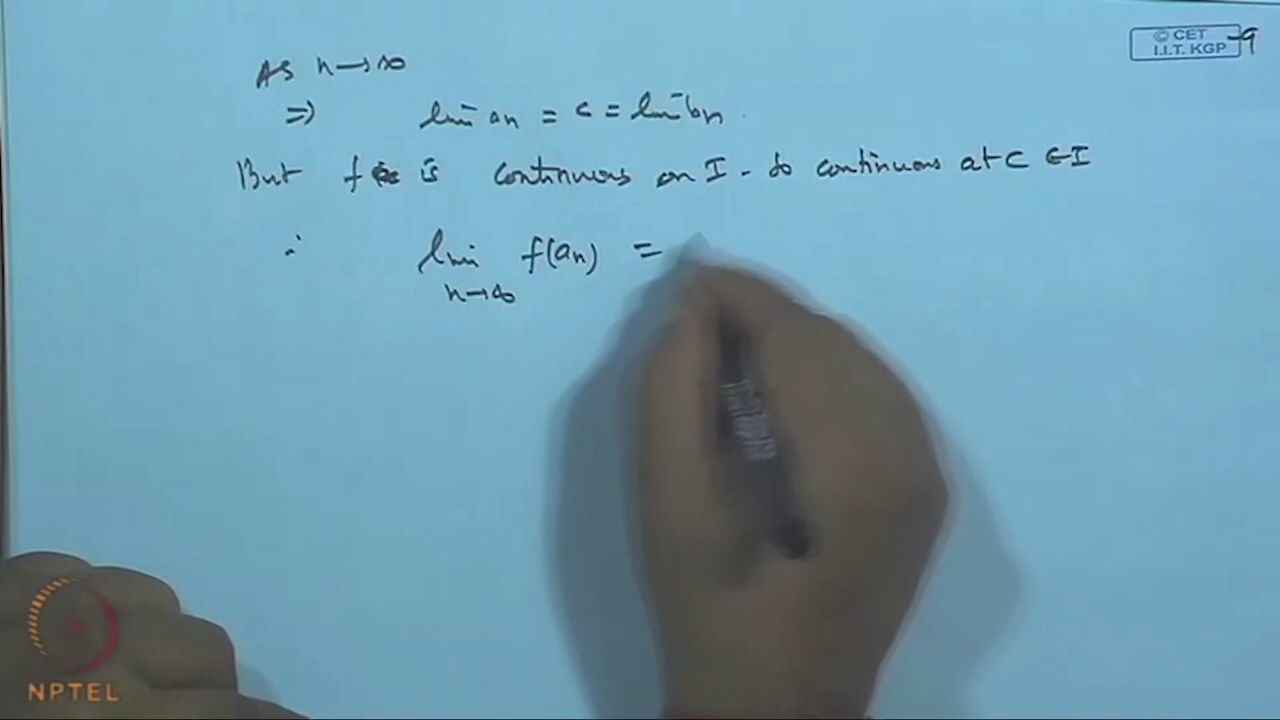 © CET
I.I.T. KGP
-9
As n→∞
⇒ lim an = c = lim bn.
But f is continuous on I. So continuous at C ∈ I
∴ lim f(an) =
n→∞
NPTEL